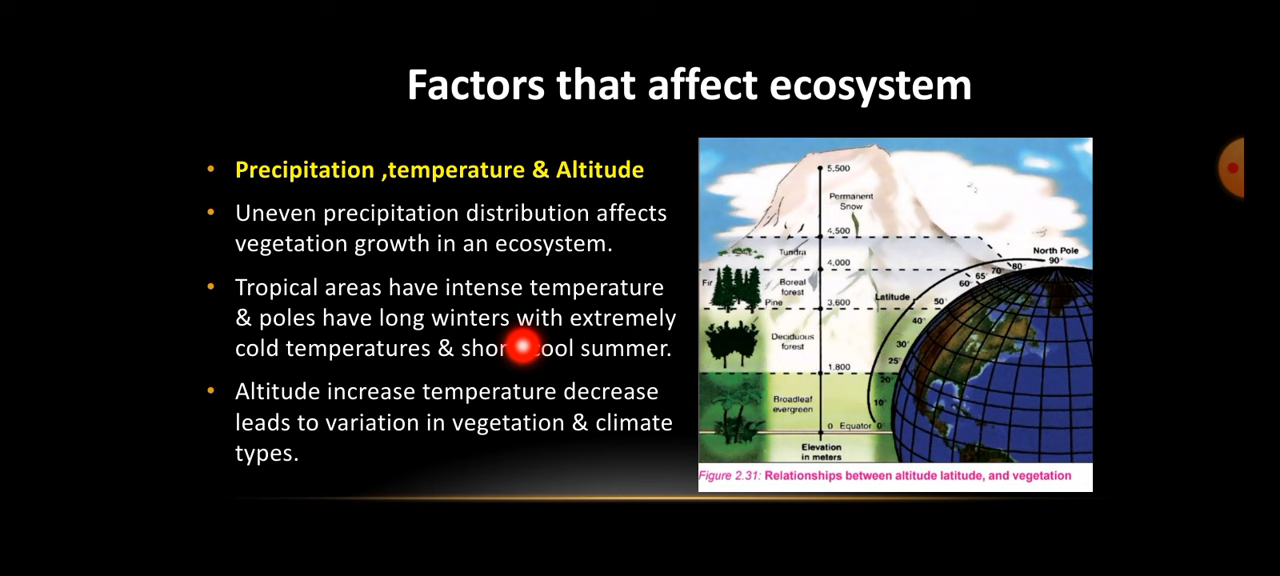 Factors that affect ecosystem
• Precipitation ,temperature & Altitude
• Uneven precipitation distribution affects
vegetation growth in an ecosystem.
• Tropical areas have intense temperature
& poles have long winters with extremely
cold temperatures & summer.
• Altitude increase temperature decrease
leads to variation in vegetation & climate
types.
5,500
Permanent
Snow
4,500
Tundra
4,000
Fir
Boreal
forest
Pine
3,600
Deciduous
forest
1,800
Broadleaf
evergreen
0 Equator 0°
Elevation
in meters
North Pole
90°
80°
70°
65°
60°
Latitude
50°
40°
30°
25°
20°
10°
Figure 2.31: Relationships between altitude latitude, and vegetation